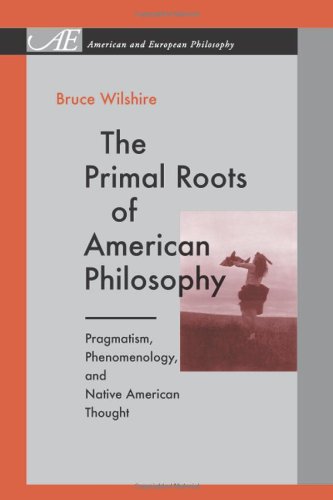 AE American and European Philosophy
Bruce Wilshire
The
Primal Roots
of
American
Philosophy
Pragmatism,
Phenomenology,
and
Native American
Thought